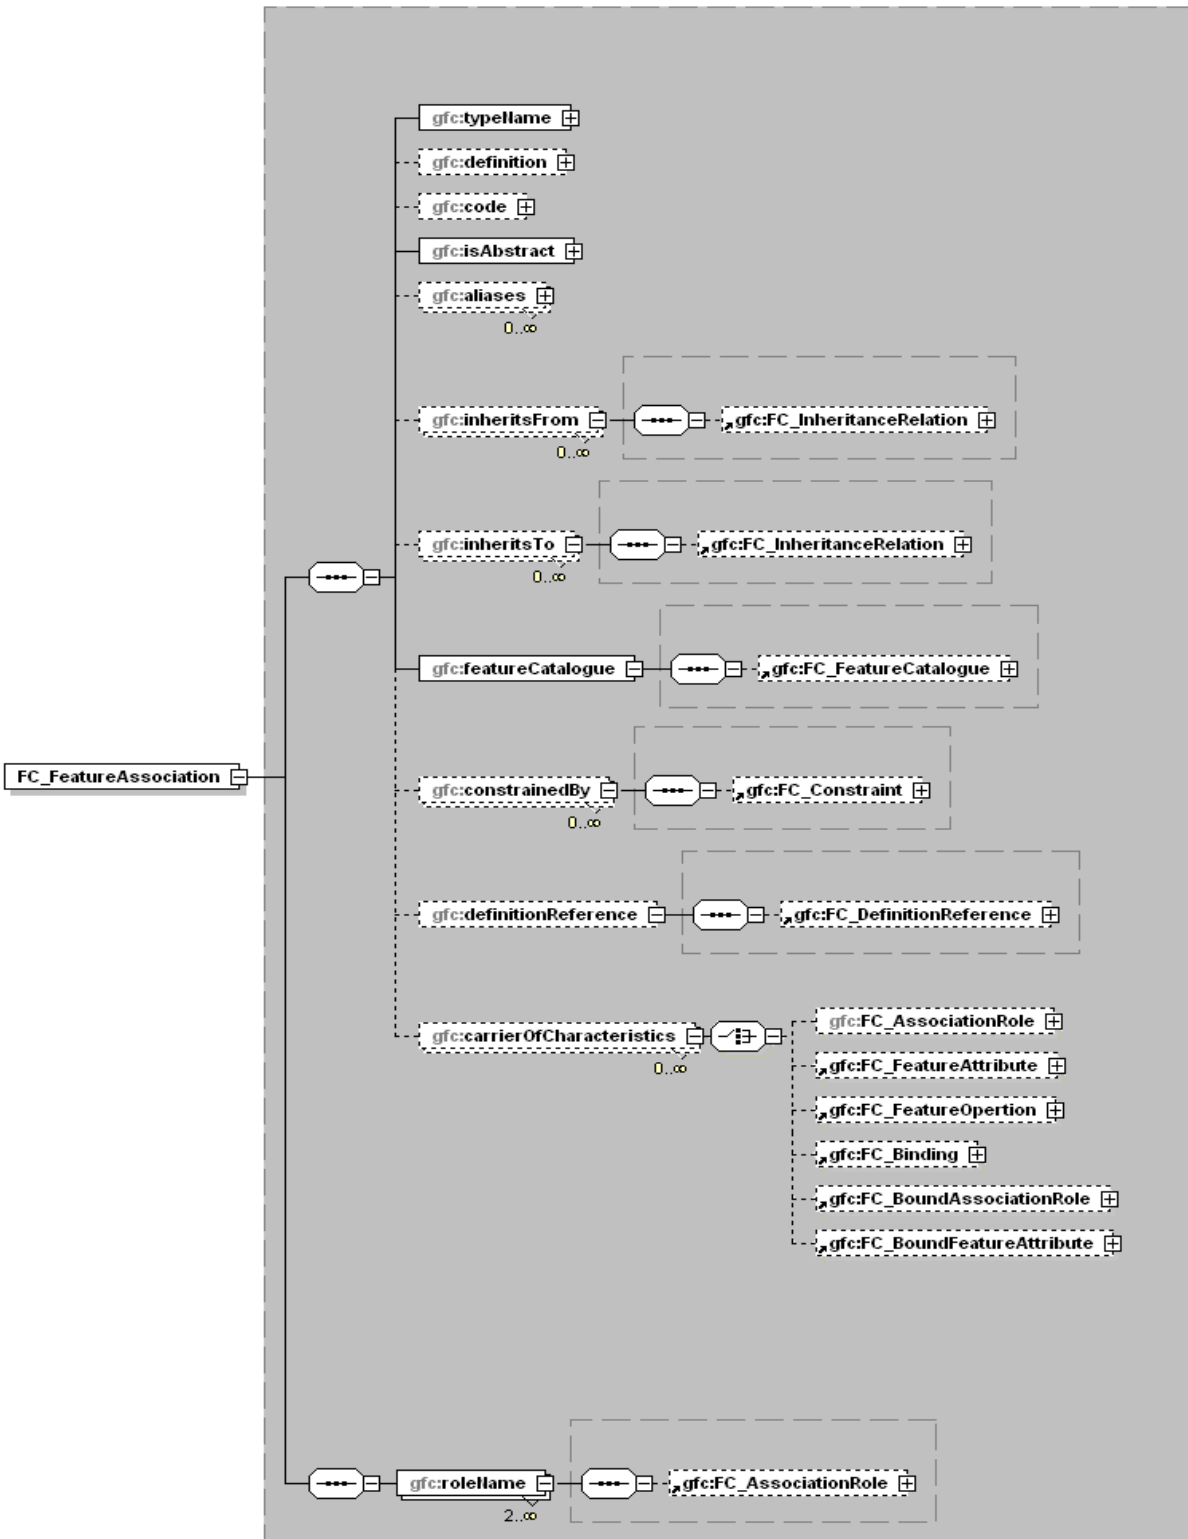 gfc:typeName
gfc:definition
gfc:code
gfc:isAbstract
gfc:aliases
0..∞
gfc:inheritsFrom
gfc:FC_InheritanceRelation
0..∞
gfc:inheritsTo
gfc:FC_InheritanceRelation
0..∞
gfc:featureCatalogue
gfc:FC_FeatureCatalogue
FC_FeatureAssociation
gfc:constrainedBy
gfc:FC_Constraint
0..∞
gfc:definitionReference
gfc:FC_DefinitionReference
gfc:carrierOfCharacteristics
0..∞
gfc:FC_AssociationRole
gfc:FC_FeatureAttribute
gfc:FC_FeatureOpertion
gfc:FC_Binding
gfc:FC_BoundAssociationRole
gfc:FC_BoundFeatureAttribute
gfc:roleName
gfc:FC_AssociationRole
2..∞